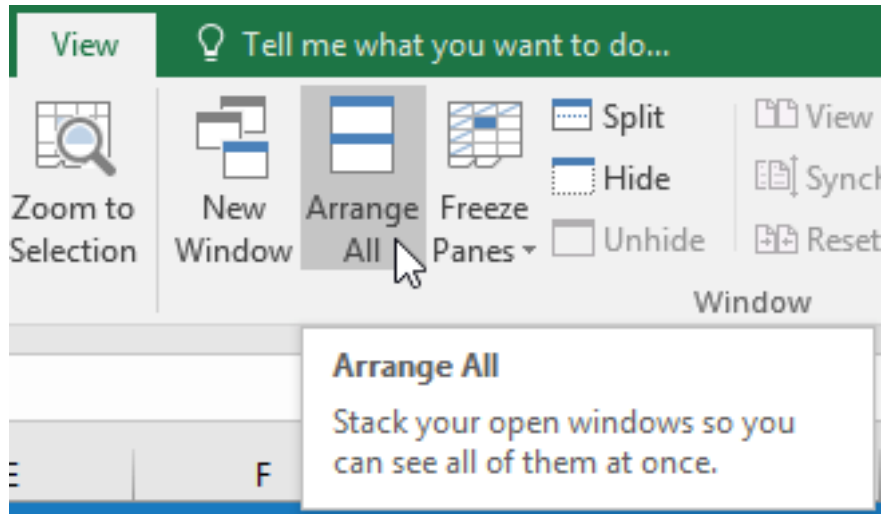 View
Tell me what you want to do...
Zoom to
Selection
New
Window
Arrange
All
Freeze
Panes
Split
Hide
Unhide
View
Synch
Reset
Window
Arrange All
Stack your open windows so you
can see all of them at once.
E
F